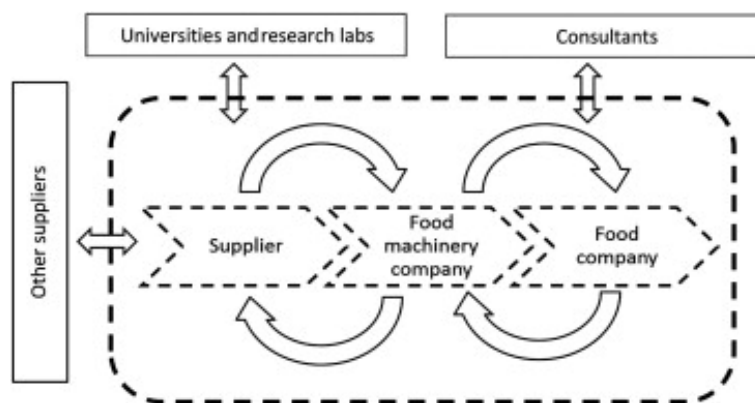 Universities and research labs
Consultants
Other suppliers
Supplier
Food
machinery
company
Food
company